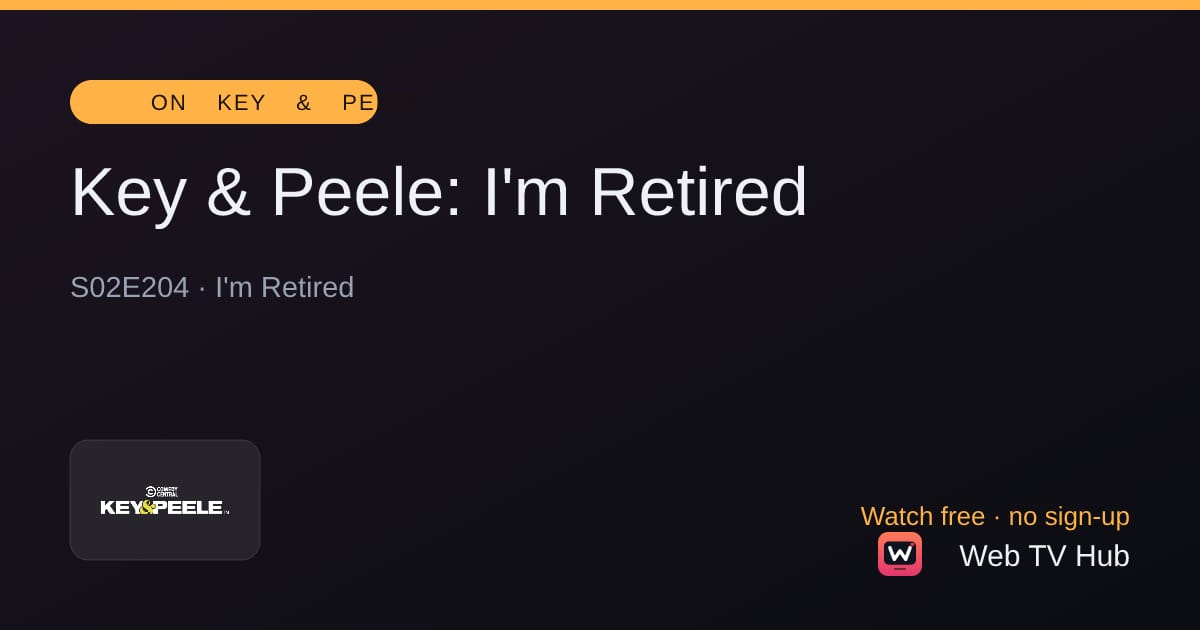 ON KEY & PEELE
Key & Peele: I'm Retired
S02E204 · I'm Retired
COMEDY
CENTRAL
KEY&PEELE
Watch free · no sign-up
W
Web TV Hub